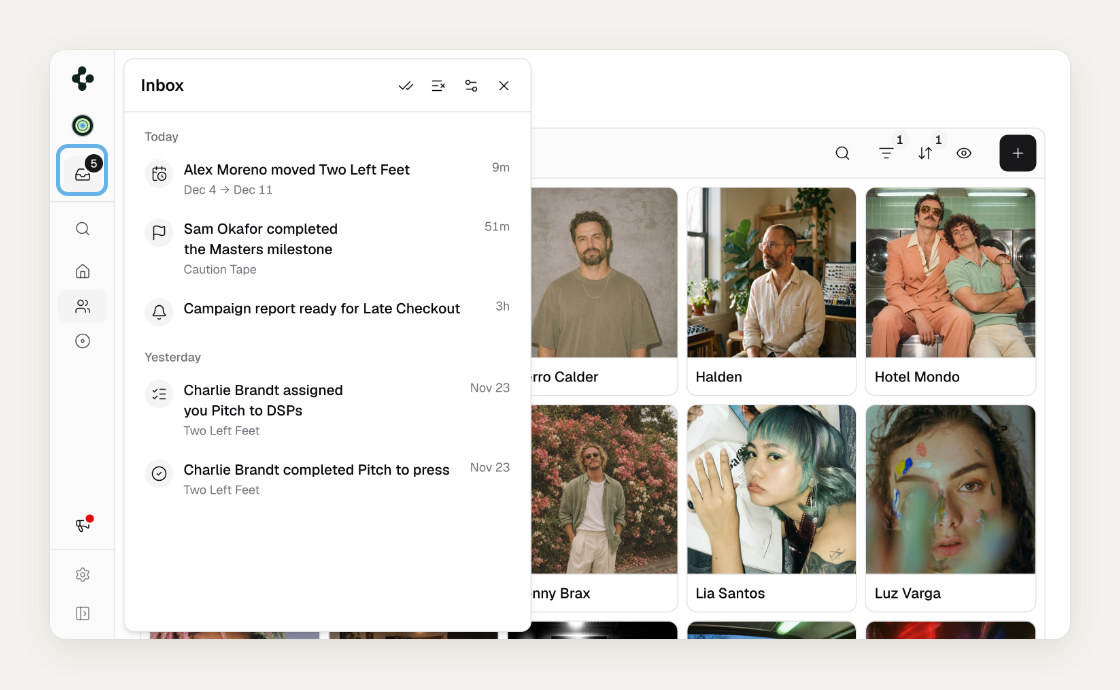 Inbox
5
Today
Alex Moreno moved Two Left Feet
9m
Dec 4 → Dec 11
Sam Okafor completed
the Masters milestone
51m
Caution Tape
Campaign report ready for Late Checkout
3h
Yesterday
Charlie Brandt assigned
you Pitch to DSPs
Nov 23
Two Left Feet
Charlie Brandt completed Pitch to press
Nov 23
Two Left Feet
1
1
Halden
Hotel Mondo
Lia Santos
Luz Varga
Calder
Brax